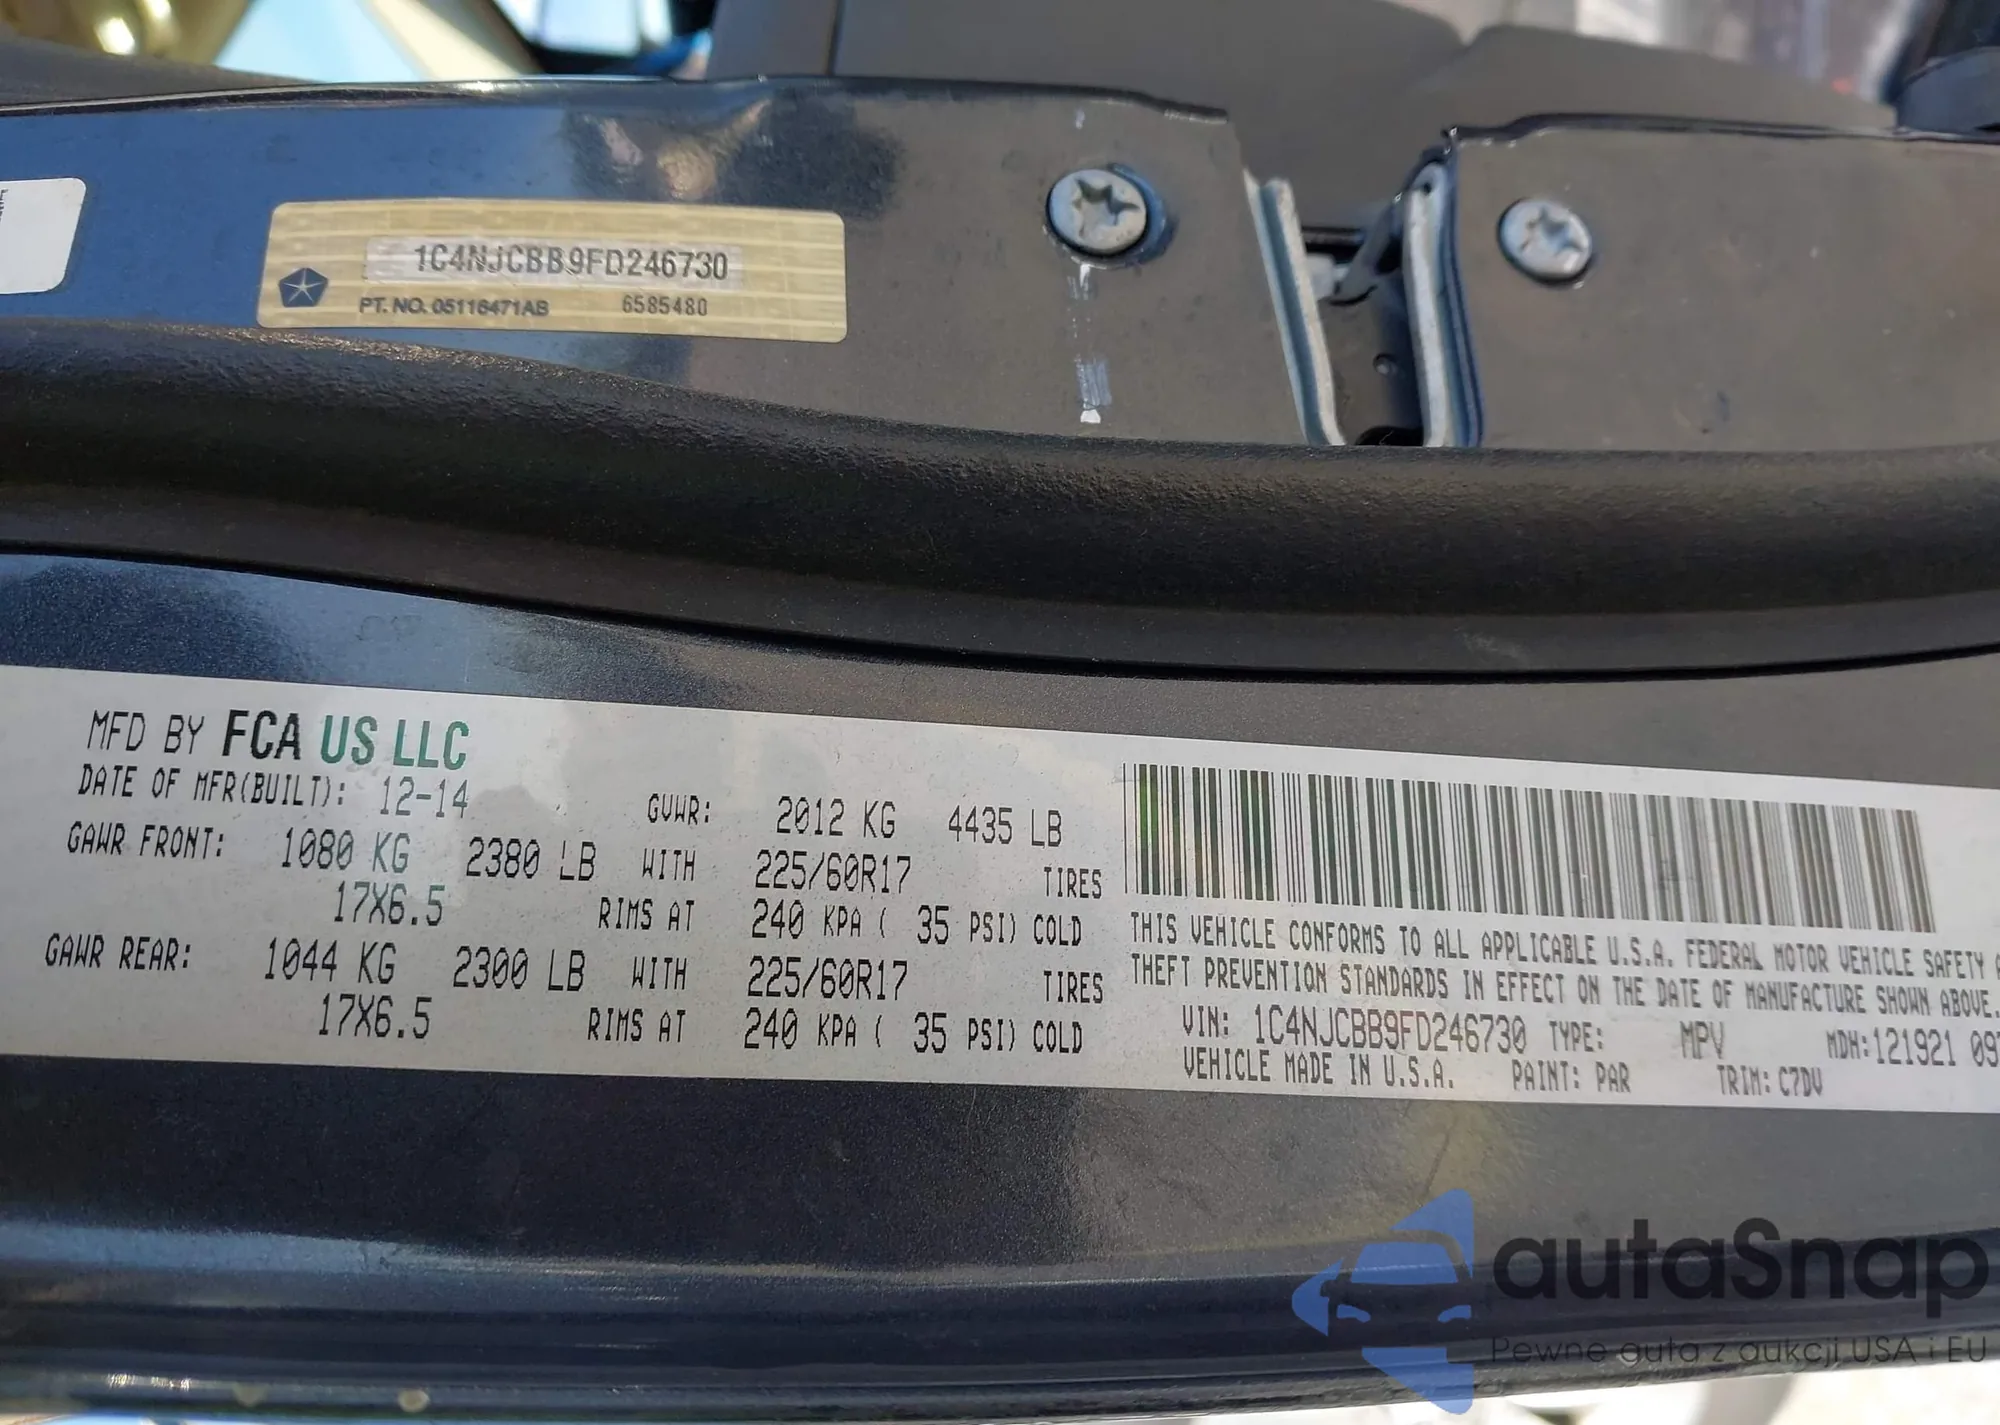 1C4NJCBB9FD246730
PT. NO. 05116471AB 6585480
MFD BY FCA US LLC
DATE OF MFR(BUILT): 12-14 GVWR: 2012 KG 4435 LB
GAWR FRONT: 1080 KG 2380 LB WITH 225/60R17 TIRES
17X6.5 RIMS AT 240 KPA ( 35 PSI) COLD
GAWR REAR: 1044 KG 2300 LB WITH 225/60R17 TIRES
17X6.5 RIMS AT 240 KPA ( 35 PSI) COLD
THIS VEHICLE CONFORMS TO ALL APPLICABLE U.S.A. FEDERAL MOTOR VEHICLE SAFETY
THEFT PREVENTION STANDARDS IN EFFECT ON THE DATE OF MANUFACTURE SHOWN ABOVE.
VIN: 1C4NJCBB9FD246730 TYPE: MPV MDH:121921
VEHICLE MADE IN U.S.A. PAINT: PAR TRIM: C7DV
autaSnap
Pewne auta z aukcji USA i EU